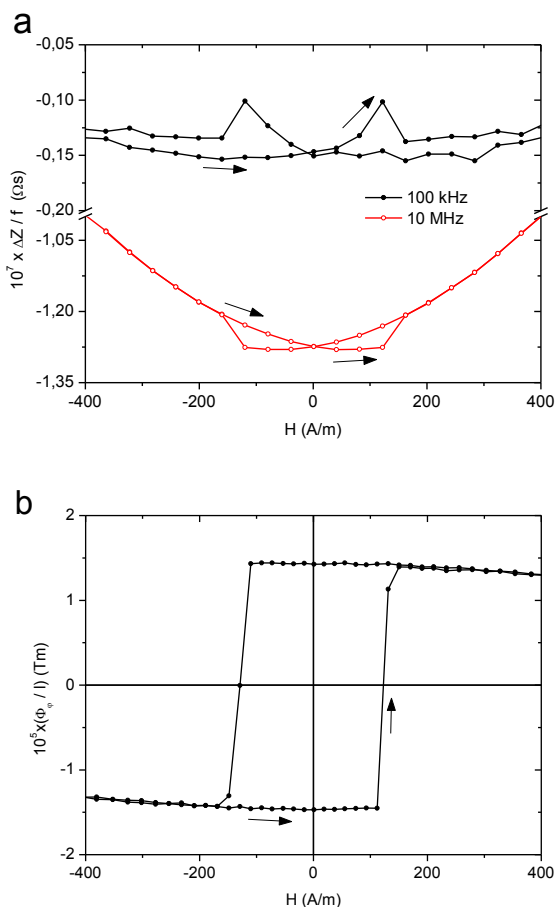 a
-0,05
-0,10
-0,15
-0,20
-1,05
-1,20
-1,35
10⁷ x ΔZ / f (Ωs)
100 kHz
10 MHz
-400 -200 0 200 400
H (A/m)
b
2
1
0
-1
-2
10⁵x(Φφ / l) (Tm)
-400 -200 0 200 400
H (A/m)